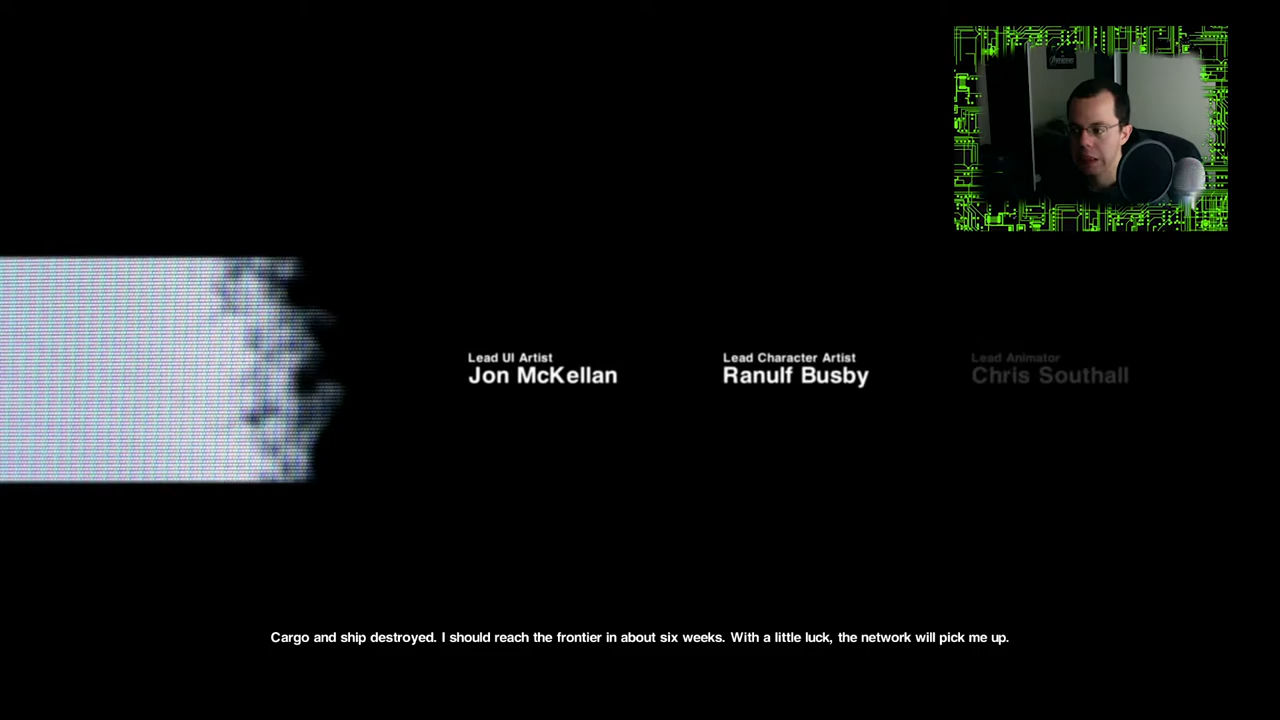 Lead UI Artist
Jon McKellan
Lead Character Artist
Ranulf Busby
Lead Animator
Chris Southall
Cargo and ship destroyed. I should reach the frontier in about six weeks. With a little luck, the network will pick me up.